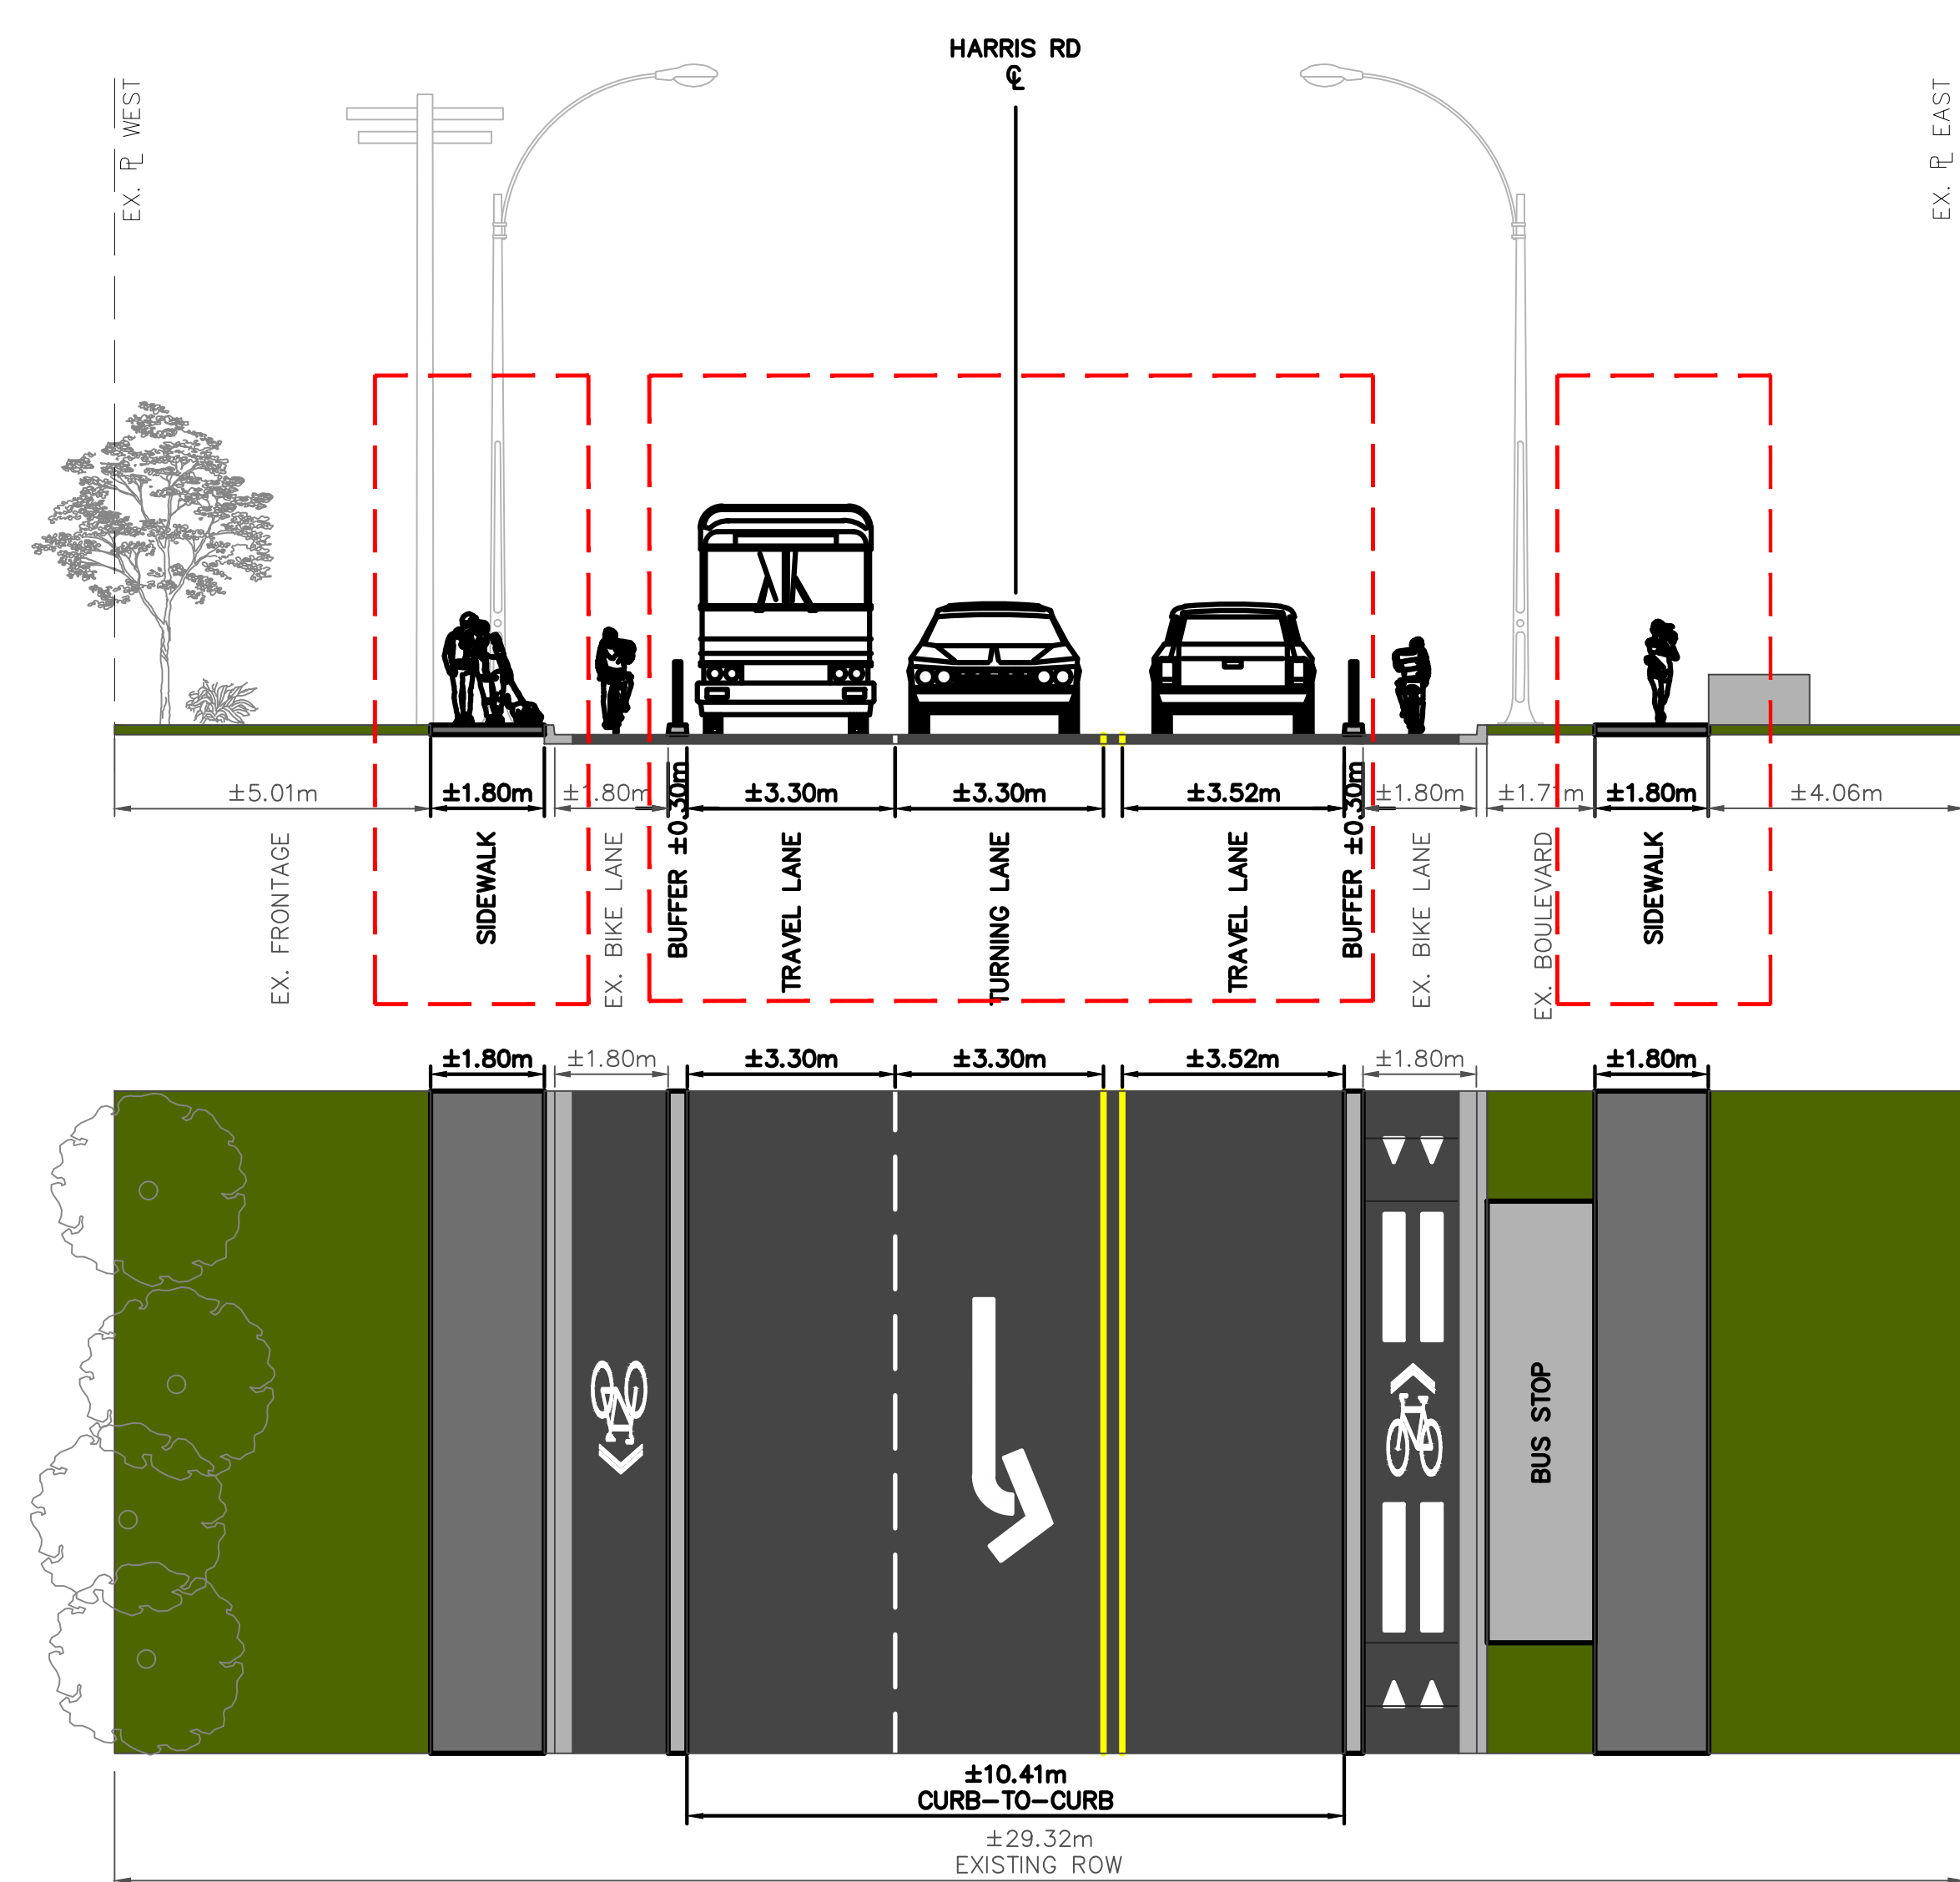 HARRIS RD
℄
EX. ⅊ WEST
EX. ⅊ EAST
±5.01m
±1.80m
±1.80m
BUFFER ±0.30m
±3.30m
±3.30m
±3.52m
BUFFER ±0.30m
±1.80m
±1.71m
±1.80m
±4.06m
EX. FRONTAGE
SIDEWALK
EX. BIKE LANE
TRAVEL LANE
TURNING LANE
TRAVEL LANE
EX. BIKE LANE
EX. BOULEVARD
SIDEWALK
±1.80m
±1.80m
±3.30m
±3.30m
±3.52m
±1.80m
±1.80m
BUS STOP
±10.41m
CURB-TO-CURB
±29.32m
EXISTING ROW